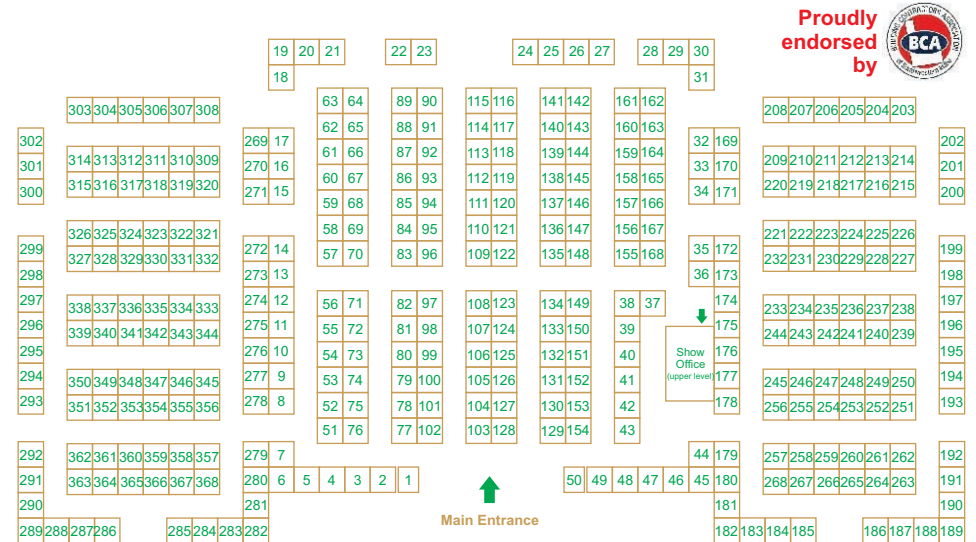 Proudly
endorsed
by
BCA
19 20 21 22 23 24 25 26 27 28 29 30
18 31
63 64 89 90 115 116 141 142 161 162
303 304 305 306 307 308 62 65 88 91 114 117 140 143 160 163 208 207 206 205 204 203
302 269 17 61 66 87 92 113 118 139 144 159 164 32 169 202
301 314 313 312 311 310 309 270 16 60 67 86 93 112 119 138 145 158 165 33 170 209 210 211 212 213 214 201
300 315 316 317 318 319 320 271 15 59 68 85 94 111 120 137 146 157 166 34 171 220 219 218 217 216 215 200
326 325 324 323 322 321 58 69 84 95 110 121 136 147 156 167 221 222 223 224 225 226
299 327 328 329 330 331 332 272 14 57 70 83 96 109 122 135 148 155 168 35 172 232 231 230 229 228 227 199
298 273 13 36 173 198
297 338 337 336 335 334 333 274 12 56 71 82 97 108 123 134 149 38 37 174 233 234 235 236 237 238 197
296 339 340 341 342 343 344 275 11 55 72 81 98 107 124 133 150 39 175 244 243 242 241 240 239 196
295 276 10 54 73 80 99 106 125 132 151 40 Show 176 195
Office
(upper level)
294 350 349 348 347 346 345 277 9 53 74 79 100 105 126 131 152 41 177 245 246 247 248 249 250 194
293 351 352 353 354 355 356 278 8 52 75 78 101 104 127 130 153 42 178 256 255 254 253 252 251 193
51 76 77 102 103 128 129 154 43
292 362 361 360 359 358 357 279 7 44 179 257 258 259 260 261 262 192
291 363 364 365 366 367 368 280 6 5 4 3 2 1 50 49 48 47 46 45 180 268 267 266 265 264 263 191
290 281 181 190
Main Entrance
289 288 287 286 285 284 283 282 182 183 184 185 186 187 188 189